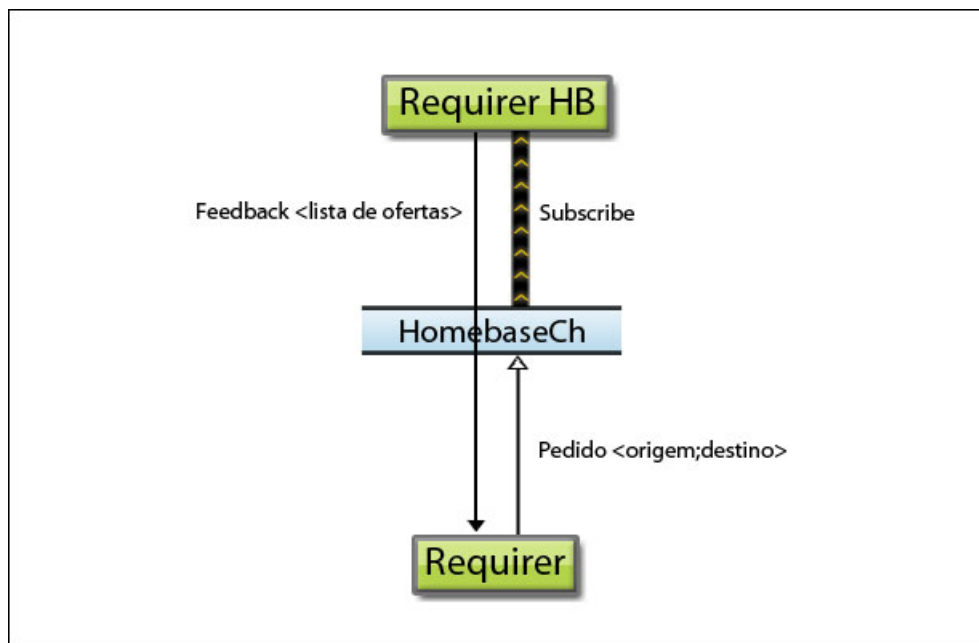 Requirer HB
Feedback <lista de ofertas>
Subscribe
HomebaseCh
Pedido <origem;destino>
Requirer